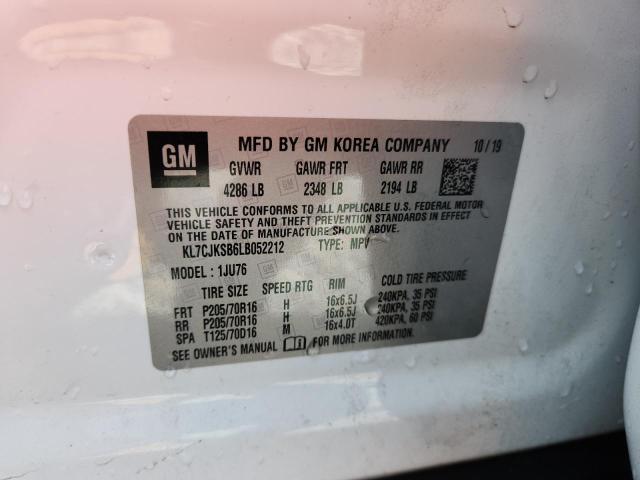 GM MFD BY GM KOREA COMPANY 10/19
GVWR GAWR FRT GAWR RR
4286 LB 2348 LB 2194 LB
THIS VEHICLE CONFORMS TO ALL APPLICABLE U.S. FEDERAL MOTOR
VEHICLE SAFETY AND THEFT PREVENTION STANDARDS IN EFFECT
ON THE DATE OF MANUFACTURE SHOWN ABOVE.
KL7CJKSB6LB052212 TYPE: MPV
MODEL : 1JU76
TIRE SIZE SPEED RTG RIM COLD TIRE PRESSURE
FRT P205/70R16 H 16x6.5J 240KPA, 35 PSI
RR P205/70R16 H 16x6.5J 240KPA, 35 PSI
SPA T125/70D16 M 16x4.0T 420KPA, 60 PSI
SEE OWNER'S MANUAL FOR MORE INFORMATION.